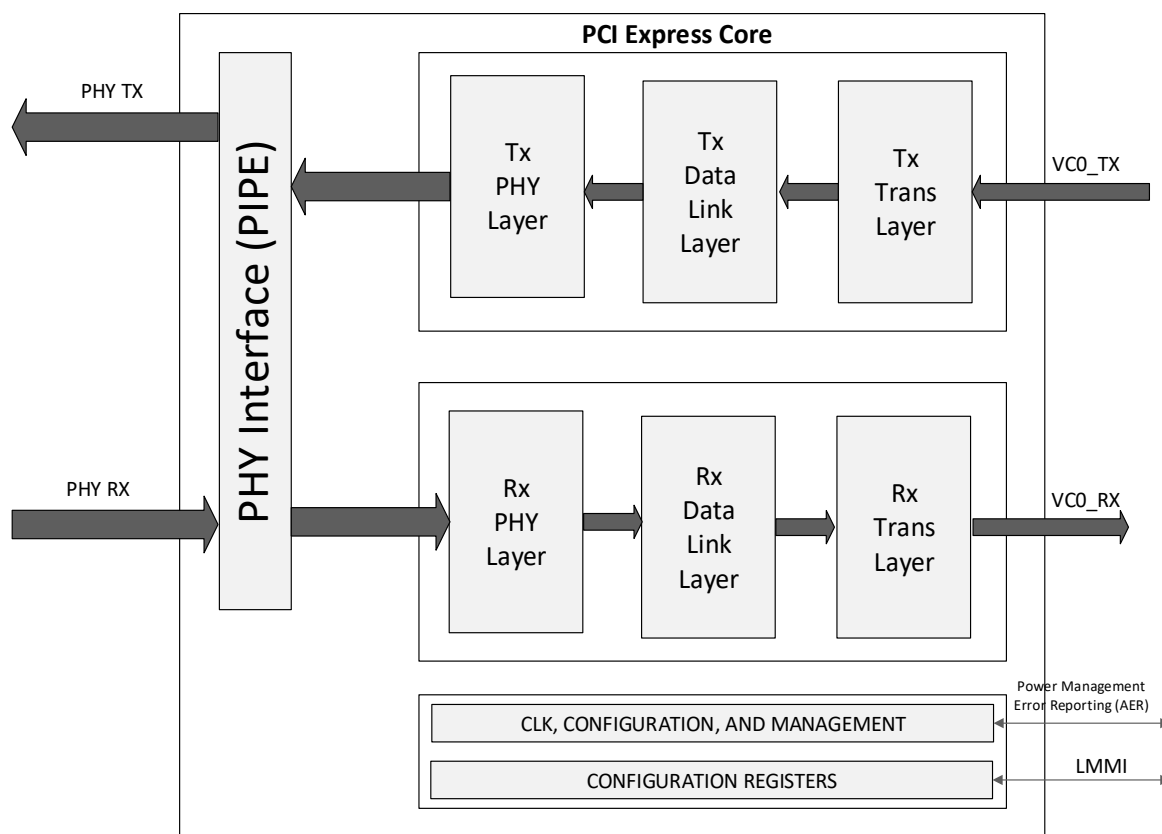 PCI Express Core
PHY TX
PHY Interface (PIPE)
Tx
PHY
Layer
Tx
Data
Link
Layer
Tx
Trans
Layer
VC0_TX
PHY RX
Rx
PHY
Layer
Rx
Data
Link
Layer
Rx
Trans
Layer
VC0_RX
Power Management
Error Reporting (AER)
CLK, CONFIGURATION, AND MANAGEMENT
LMMI
CONFIGURATION REGISTERS